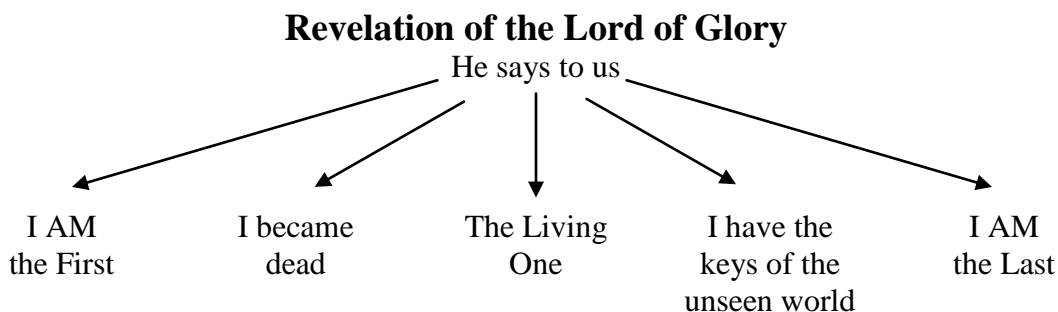 Revelation of the Lord of Glory
He says to us
I AM
the First
I became
dead
The Living
One
I have the
keys of the
unseen world
I AM
the Last